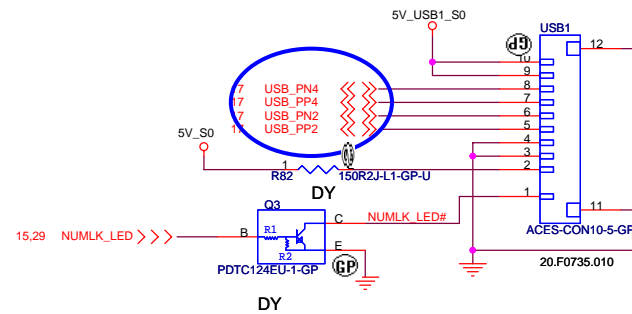 5V_USB1_S0
USB1
GP
12
10
9
17 USB_PN4 8
17 USB_PP4 7
17 USB_PN2 6
17 USB_PP2 5
5V_S0
4
3
1 2
R82 150R2J-L1-GP-U
DY
1
Q3
11
C NUMLK_LED#
15,29 NUMLK_LED B R1
ACES-CON10-5-GP
E
R2
PDTC124EU-1-GP GP
20.F0735.010
DY